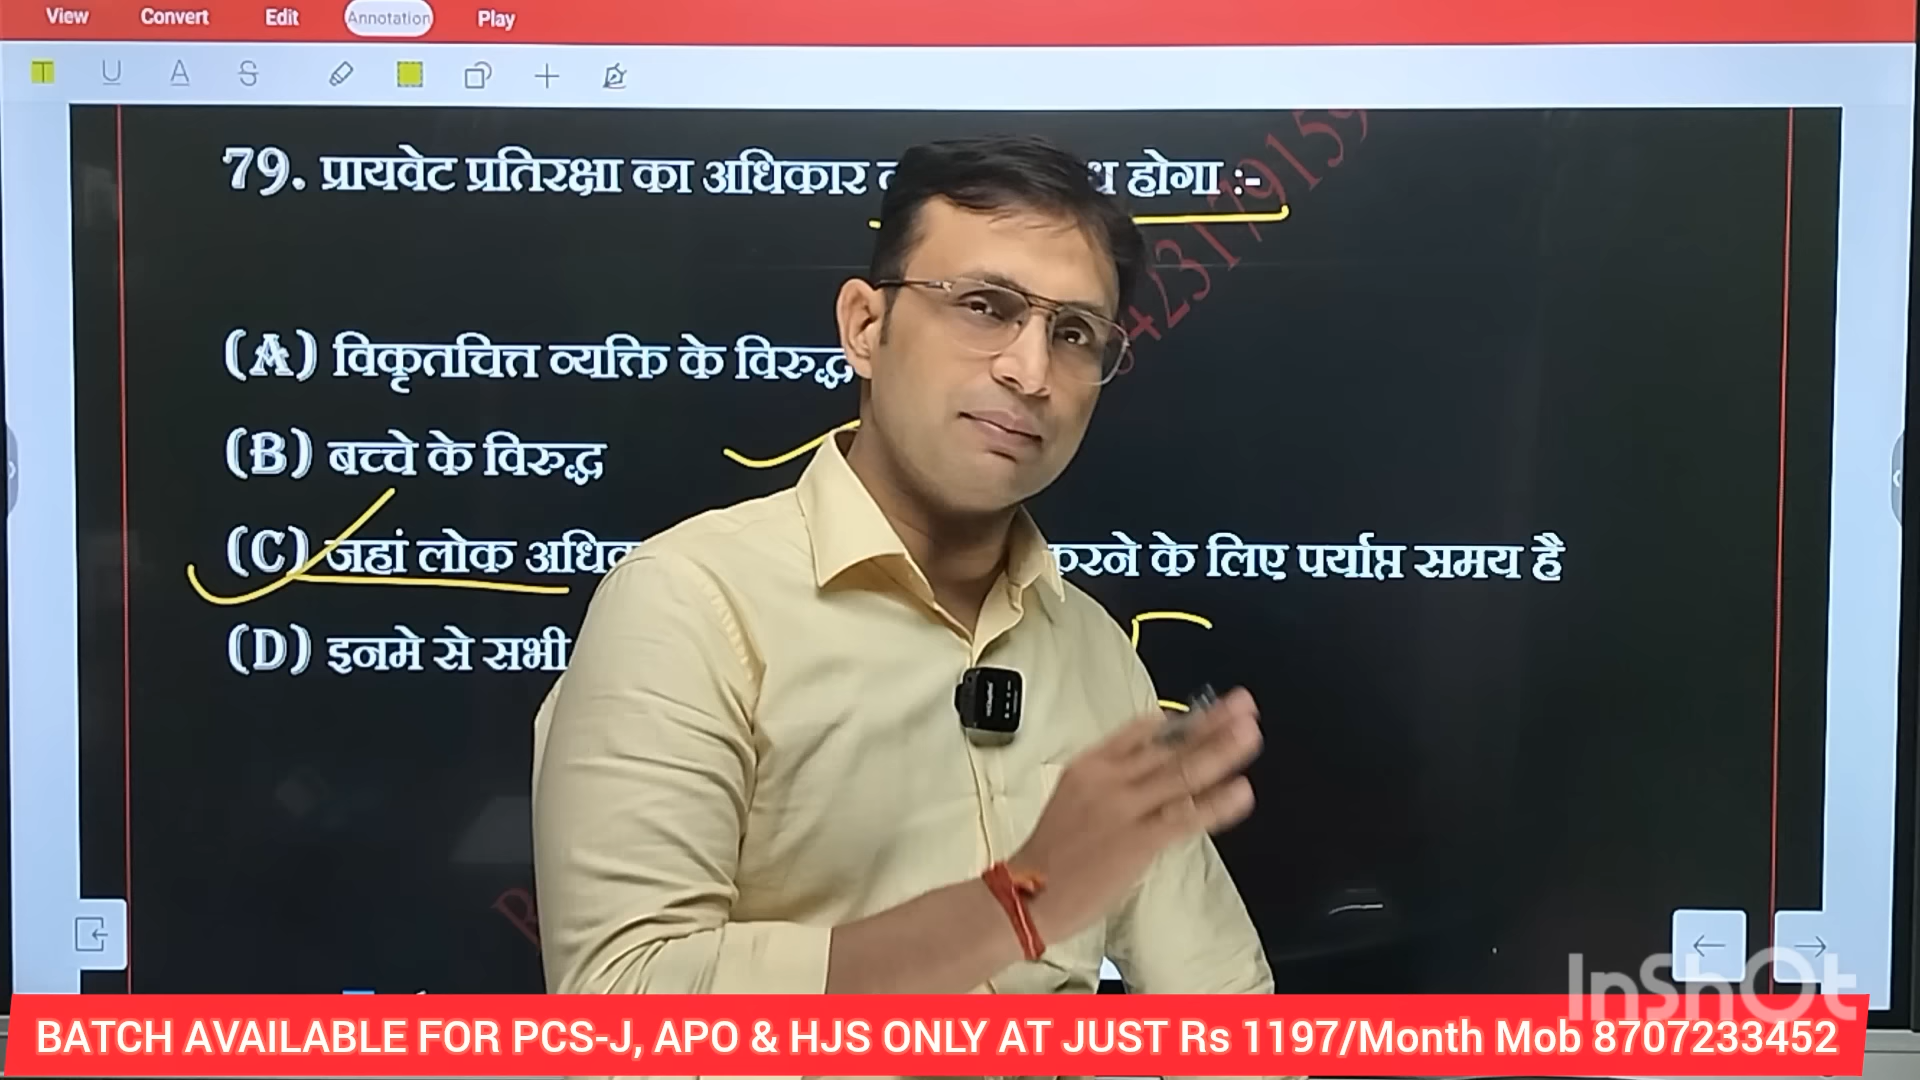 View Convert Edit Annotation Play
79. प्रायवेट प्रतिरक्षा का अधिकार होगा :-
(A) विकृतचित्त व्यक्ति के विरुद्ध
(B) बच्चे के विरुद्ध
(C) जहां लोक करने के लिए पर्याप्त समय है
(D) इनमे से सभी
InShOt
BATCH AVAILABLE FOR PCS-J, APO & HJS ONLY AT JUST Rs 1197/Month Mob 8707233452